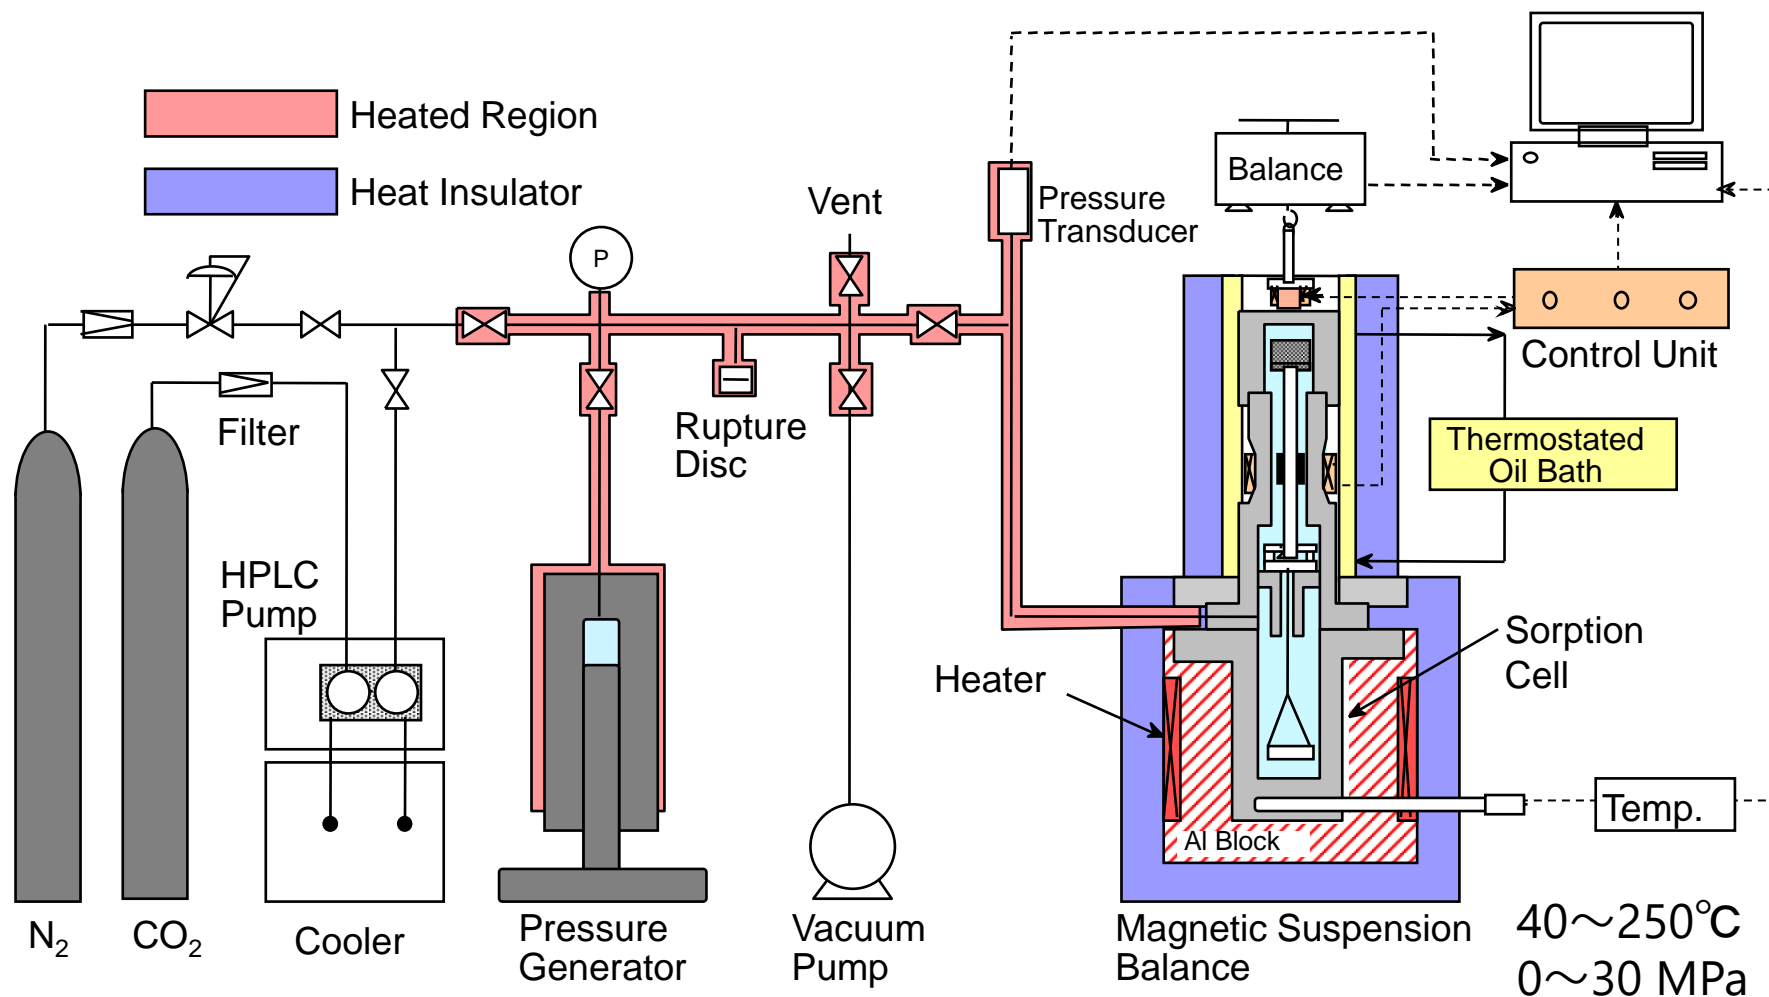 Heated Region
Heat Insulator
Vent
P
Pressure
Transducer
Balance
Control Unit
Filter
Rupture
Disc
Thermostated
Oil Bath
HPLC
Pump
Heater
Sorption
Cell
Temp.
Al Block
N₂
CO₂
Cooler
Pressure
Generator
Vacuum
Pump
Magnetic Suspension
Balance
40～250℃
0～30 MPa